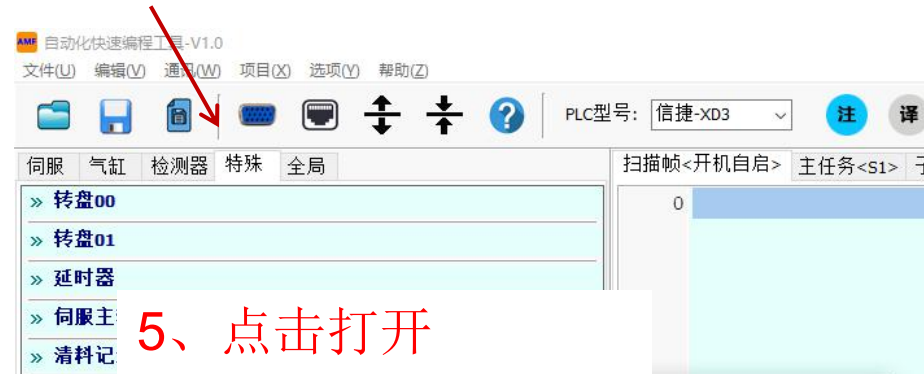 AMF 自动化快速编程工具-V1.0
文件(U) 编辑(V) 通讯(W) 项目(X) 选项(Y) 帮助(Z)
PLC型号: 信捷-XD3 注 译
伺服 气缸 检测器 特殊 全局
扫描帧<开机自启> 主任务<S1>
» 转盘00
0
» 转盘01
» 延时器
» 伺服主
» 清料记
5、点击打开